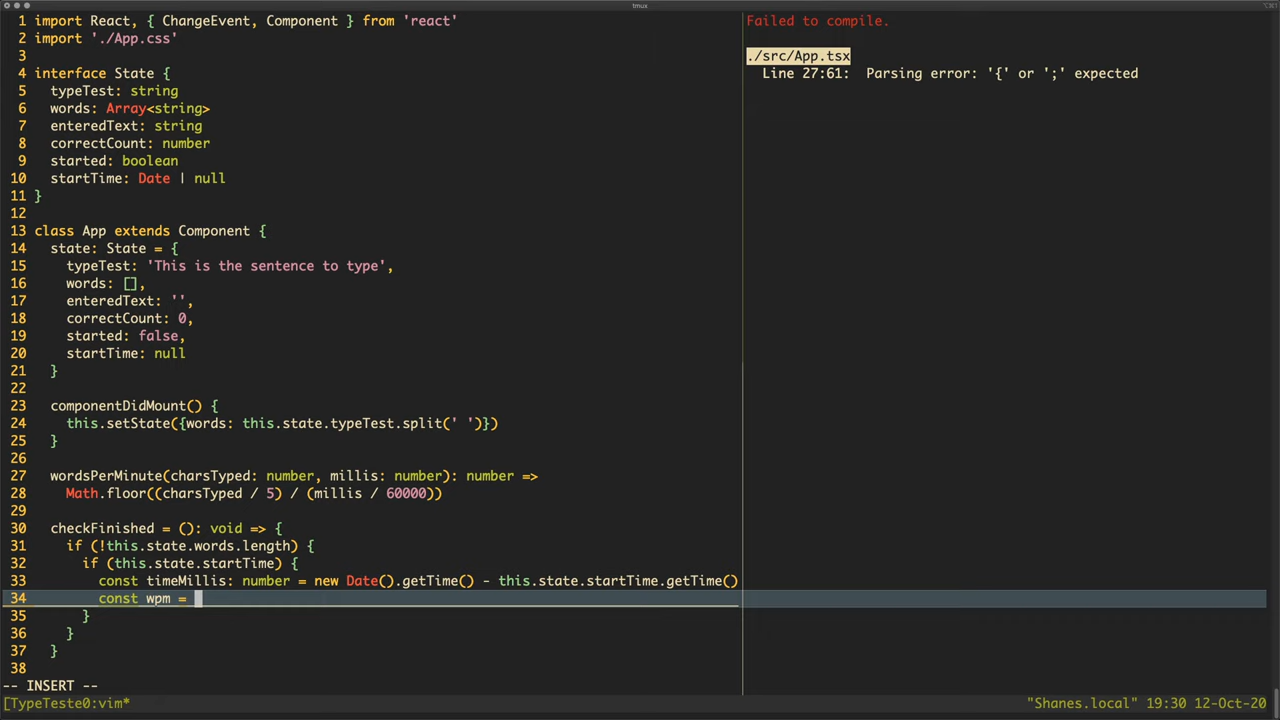 tmux
1 import React, { ChangeEvent, Component } from 'react'
2 import './App.css'
3
4 interface State {
5   typeTest: string
6   words: Array<string>
7   enteredText: string
8   correctCount: number
9   started: boolean
10   startTime: Date | null
11 }
12
13 class App extends Component {
14   state: State = {
15     typeTest: 'This is the sentence to type',
16     words: [],
17     enteredText: '',
18     correctCount: 0,
19     started: false,
20     startTime: null
21   }
22
23   componentDidMount() {
24     this.setState({words: this.state.typeTest.split(' ')})
25   }
26
27   wordsPerMinute(charsTyped: number, millis: number): number =>
28     Math.floor((charsTyped / 5) / (millis / 60000))
29
30   checkFinished = (): void => {
31     if (!this.state.words.length) {
32       if (this.state.startTime) {
33         const timeMillis: number = new Date().getTime() - this.state.startTime.getTime()
34         const wpm =
35       }
36     }
37   }
38
-- INSERT --
Failed to compile.
./src/App.tsx
Line 27:61:  Parsing error: '{' or ';' expected
[TypeTeste0:vim* "Shanes.local" 19:30 12-Oct-20